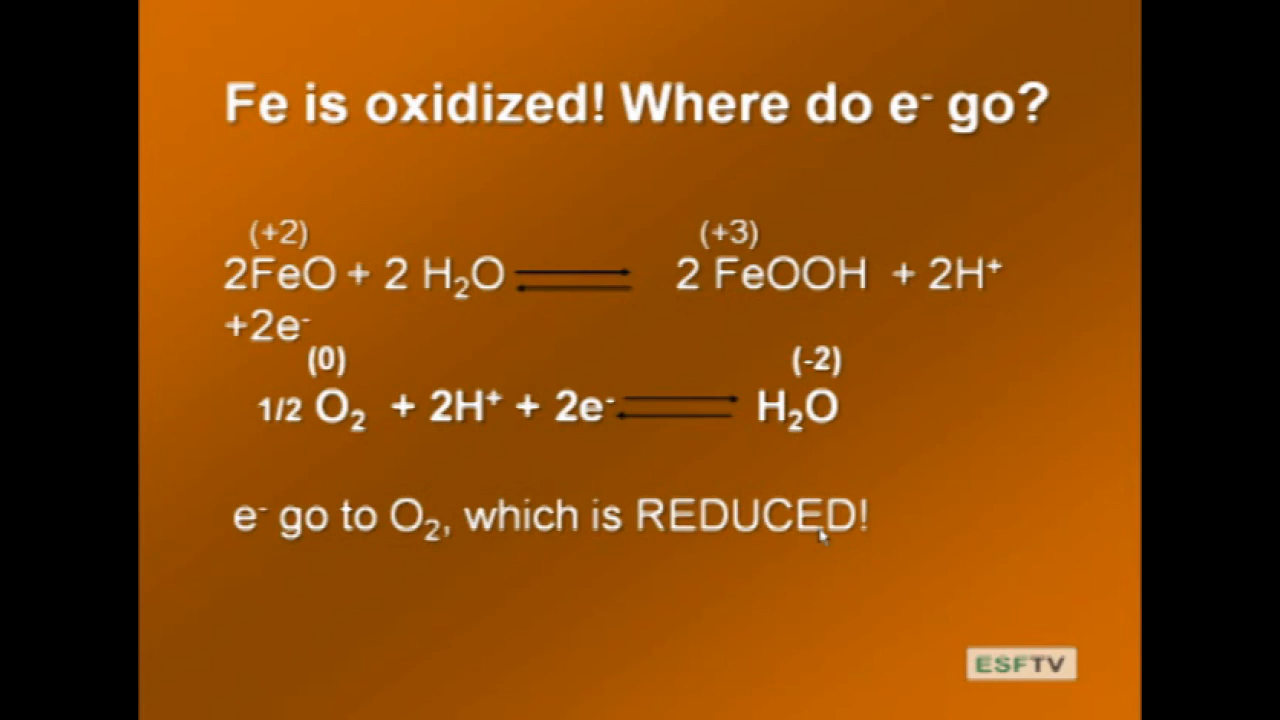 Fe is oxidized! Where do e⁻ go?
(+2) (+3)
2FeO + 2 H₂O ⇌ 2 FeOOH + 2H⁺
+2e⁻
(0) (-2)
1/2 O₂ + 2H⁺ + 2e⁻ ⇌ H₂O
e⁻ go to O₂, which is REDUCED!
ESFTV